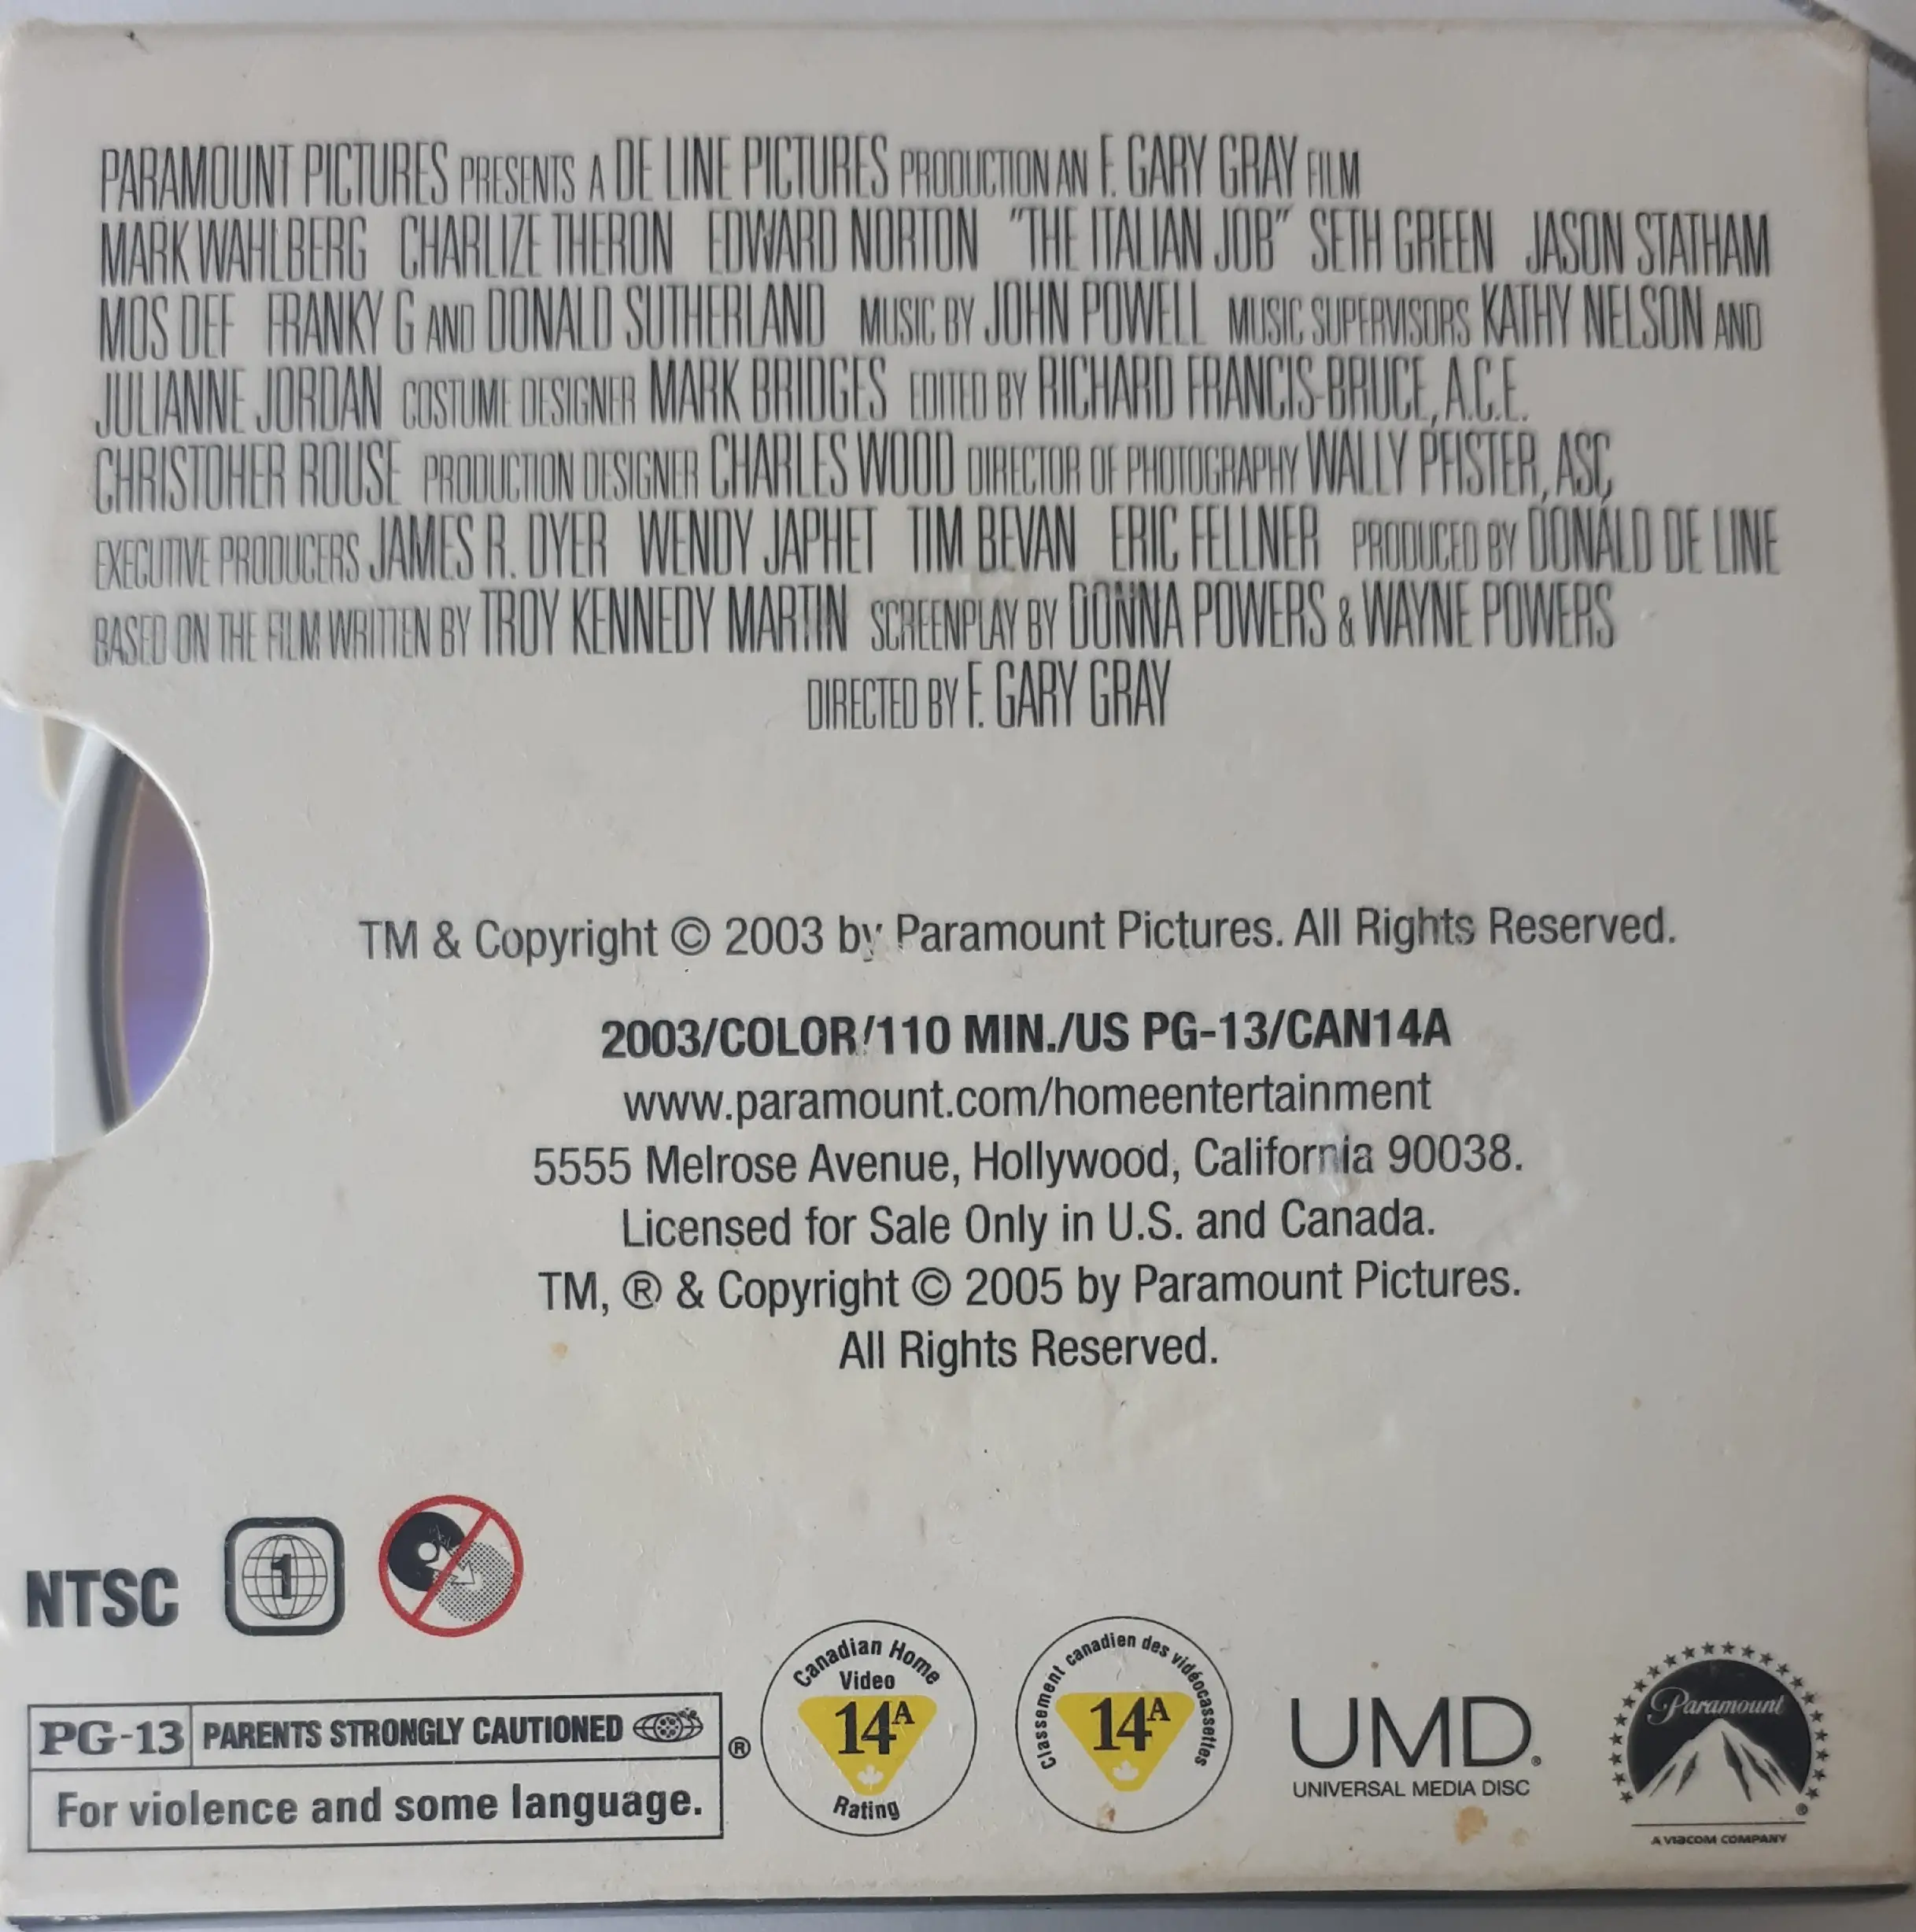 PARAMOUNT PICTURES PRESENTS A DE LINE PICTURES PRODUCTION AN F. GARY GRAY FILM
MARK WAHLBERG CHARLIZE THERON EDWARD NORTON "THE ITALIAN JOB" SETH GREEN JASON STATHAM
MOS DEF FRANKY G AND DONALD SUTHERLAND MUSIC BY JOHN POWELL MUSIC SUPERVISORS KATHY NELSON AND
JULIANNE JORDAN COSTUME DESIGNER MARK BRIDGES EDITED BY RICHARD FRANCIS-BRUCE, A.C.E.
CHRISTOHER ROUSE PRODUCTION DESIGNER CHARLES WOOD DIRECTOR OF PHOTOGRAPHY WALLY PFISTER, ASC,
EXECUTIVE PRODUCERS JAMES R. DYER WENDY JAPHET TIM BEVAN ERIC FELLNER PRODUCED BY DONALD DE LINE
BASED ON THE FILM WRITTEN BY TROY KENNEDY MARTIN SCREENPLAY BY DONNA POWERS & WAYNE POWERS
DIRECTED BY F. GARY GRAY
TM & Copyright © 2003 by Paramount Pictures. All Rights Reserved.
2003/COLOR/110 MIN./US PG-13/CAN14A
www.paramount.com/homeentertainment
5555 Melrose Avenue, Hollywood, California 90038.
Licensed for Sale Only in U.S. and Canada.
TM, ® & Copyright © 2005 by Paramount Pictures.
All Rights Reserved.
NTSC
1
PG-13 PARENTS STRONGLY CAUTIONED ®
For violence and some language.
Canadian Home
Video
14A
Rating
Classement canadien des vidéocassettes
14A
UMD®
UNIVERSAL MEDIA DISC
Paramount ®
A VIACOM COMPANY